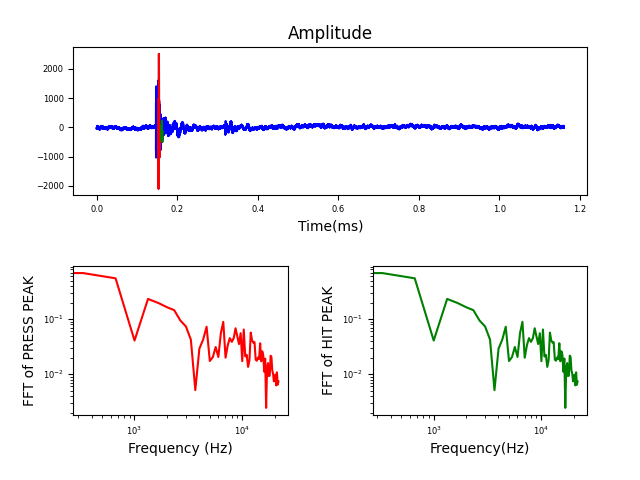 Amplitude
2000
1000
0
−1000
−2000
0.0 0.2 0.4 0.6 0.8 1.0 1.2
Time(ms)
FFT of PRESS PEAK
10⁻¹
10⁻²
10³ 10⁴
Frequency (Hz)
FFT of HIT PEAK
10⁻¹
10⁻²
10³ 10⁴
Frequency(Hz)